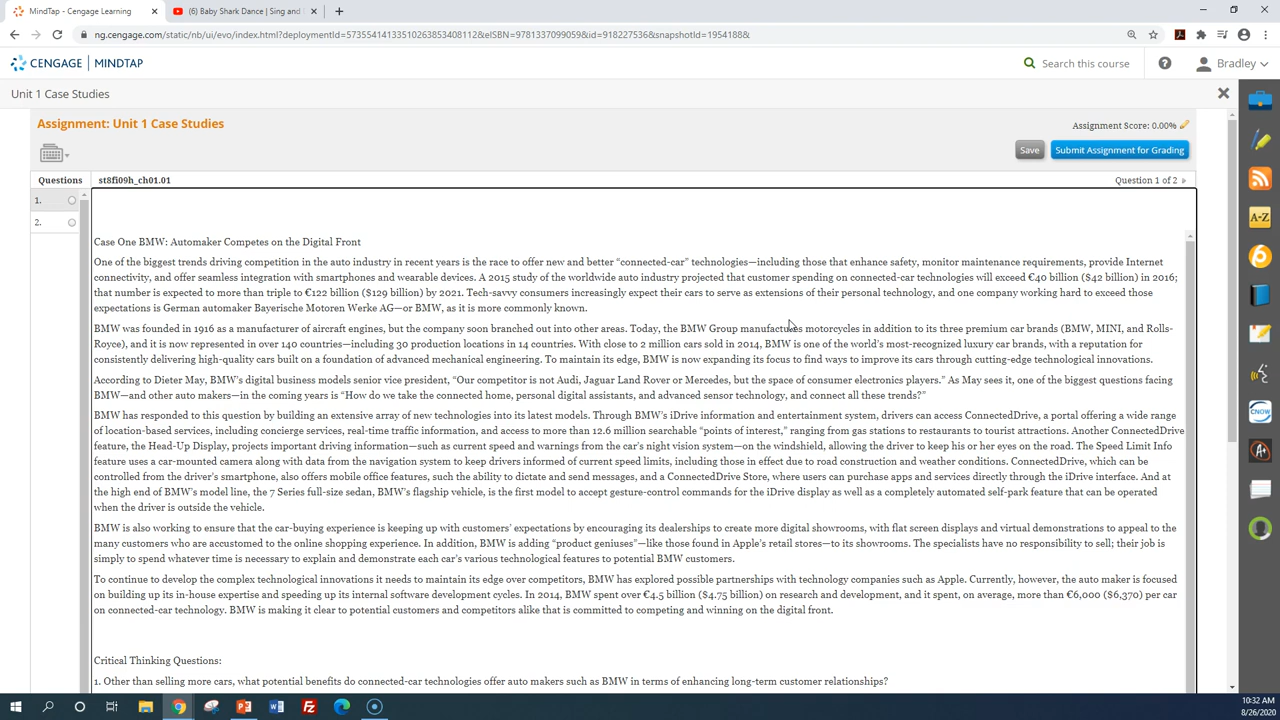 MindTap - Cengage Learning
(6) Baby Shark Dance | Sing and
ng.cengage.com/static/nb/ui/evo/index.html?deploymentId=57355414133510263853408112&eISBN=9781337099059&id=918227536&snapshotId=1954188&
CENGAGE | MINDTAP
Search this course
Bradley
Unit 1 Case Studies
Assignment: Unit 1 Case Studies
Assignment Score: 0.00%
Save
Submit Assignment for Grading
Questions
st8fi09h_ch01.01
Question 1 of 2
1.
2.
Case One BMW: Automaker Competes on the Digital Front
One of the biggest trends driving competition in the auto industry in recent years is the race to offer new and better “connected-car” technologies—including those that enhance safety, monitor maintenance requirements, provide Internet
connectivity, and offer seamless integration with smartphones and wearable devices. A 2015 study of the worldwide auto industry projected that customer spending on connected-car technologies will exceed €40 billion ($42 billion) in 2016;
that number is expected to more than triple to €122 billion ($129 billion) by 2021. Tech-savvy consumers increasingly expect their cars to serve as extensions of their personal technology, and one company working hard to exceed those
expectations is German automaker Bayerische Motoren Werke AG—or BMW, as it is more commonly known.
BMW was founded in 1916 as a manufacturer of aircraft engines, but the company soon branched out into other areas. Today, the BMW Group manufactures motorcycles in addition to its three premium car brands (BMW, MINI, and Rolls-
Royce), and it is now represented in over 140 countries—including 30 production locations in 14 countries. With close to 2 million cars sold in 2014, BMW is one of the world’s most-recognized luxury car brands, with a reputation for
consistently delivering high-quality cars built on a foundation of advanced mechanical engineering. To maintain its edge, BMW is now expanding its focus to find ways to improve its cars through cutting-edge technological innovations.
According to Dieter May, BMW’s digital business models senior vice president, “Our competitor is not Audi, Jaguar Land Rover or Mercedes, but the space of consumer electronics players.” As May sees it, one of the biggest questions facing
BMW—and other auto makers—in the coming years is “How do we take the connected home, personal digital assistants, and advanced sensor technology, and connect all these trends?”
BMW has responded to this question by building an extensive array of new technologies into its latest models. Through BMW’s iDrive information and entertainment system, drivers can access ConnectedDrive, a portal offering a wide range
of location-based services, including concierge services, real-time traffic information, and access to more than 12.6 million searchable “points of interest,” ranging from gas stations to restaurants to tourist attractions. Another ConnectedDrive
feature, the Head-Up Display, projects important driving information—such as current speed and warnings from the car’s night vision system—on the windshield, allowing the driver to keep his or her eyes on the road. The Speed Limit Info
feature uses a car-mounted camera along with data from the navigation system to keep drivers informed of current speed limits, including those in effect due to road construction and weather conditions. ConnectedDrive, which can be
controlled from the driver’s smartphone, also offers mobile office features, such the ability to dictate and send messages, and a ConnectedDrive Store, where users can purchase apps and services directly through the iDrive interface. And at
the high end of BMW’s model line, the 7 Series full-size sedan, BMW’s flagship vehicle, is the first model to accept gesture-control commands for the iDrive display as well as a completely automated self-park feature that can be operated
when the driver is outside the vehicle.
BMW is also working to ensure that the car-buying experience is keeping up with customers’ expectations by encouraging its dealerships to create more digital showrooms, with flat screen displays and virtual demonstrations to appeal to the
many customers who are accustomed to the online shopping experience. In addition, BMW is adding “product geniuses”—like those found in Apple’s retail stores—to its showrooms. The specialists have no responsibility to sell; their job is
simply to spend whatever time is necessary to explain and demonstrate each car’s various technological features to potential BMW customers.
To continue to develop the complex technological innovations it needs to maintain its edge over competitors, BMW has explored possible partnerships with technology companies such as Apple. Currently, however, the auto maker is focused
on building up its in-house expertise and speeding up its internal software development cycles. In 2014, BMW spent over €4.5 billion ($4.75 billion) on research and development, and it spent, on average, more than €6,000 ($6,370) per car
on connected-car technology. BMW is making it clear to potential customers and competitors alike that is committed to competing and winning on the digital front.
Critical Thinking Questions:
1. Other than selling more cars, what potential benefits do connected-car technologies offer auto makers such as BMW in terms of enhancing long-term customer relationships?
A-Z
CNOW
A+
10:32 AM
8/26/2020